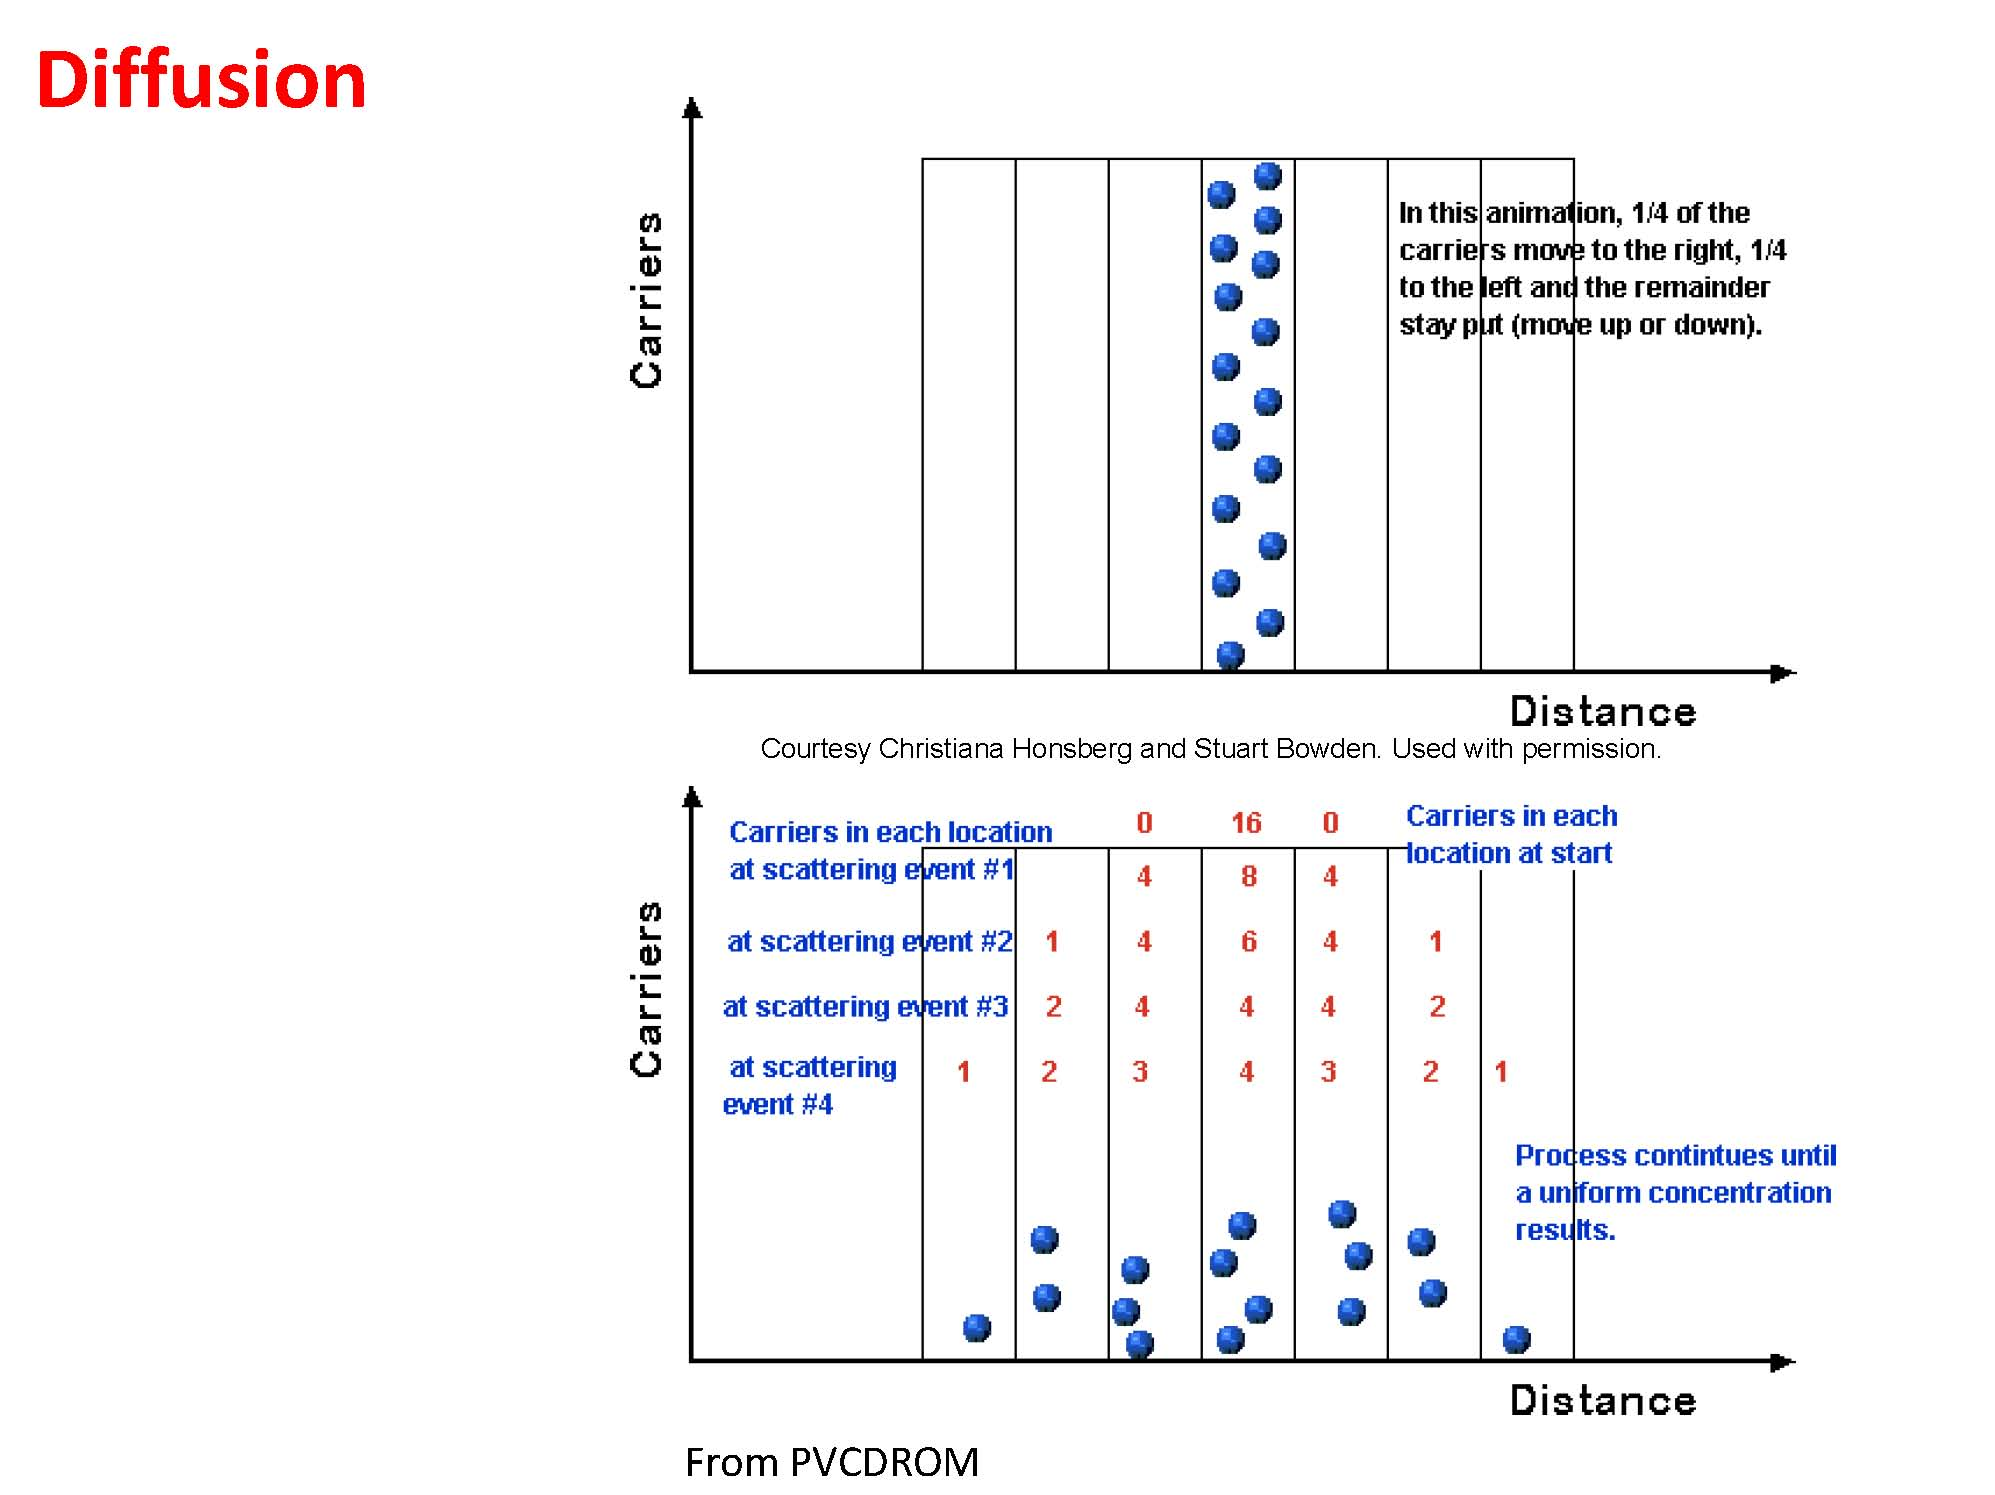 Diffusion
Carriers
In this animation, 1/4 of the
carriers move to the right, 1/4
to the left and the remainder
stay put (move up or down).
Distance
Courtesy Christiana Honsberg and Stuart Bowden. Used with permission.
Carriers
0 16 0
Carriers in each
location at start
Carriers in each location
at scattering event #1 4 8 4
at scattering event #2 1 4 6 4 1
at scattering event #3 2 4 4 4 2
at scattering
event #4
1 2 3 4 3 2 1
Process contintues until
a uniform concentration
results.
Distance
From PVCDROM